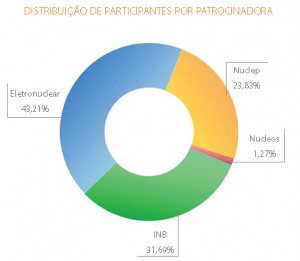 DISTRIBUIÇÃO DE PARTICIPANTES POR PATROCINADORA
Nuclep
23,83%
Eletronuclear
43,21%
Nucleos
1,27%
INB
31,69%